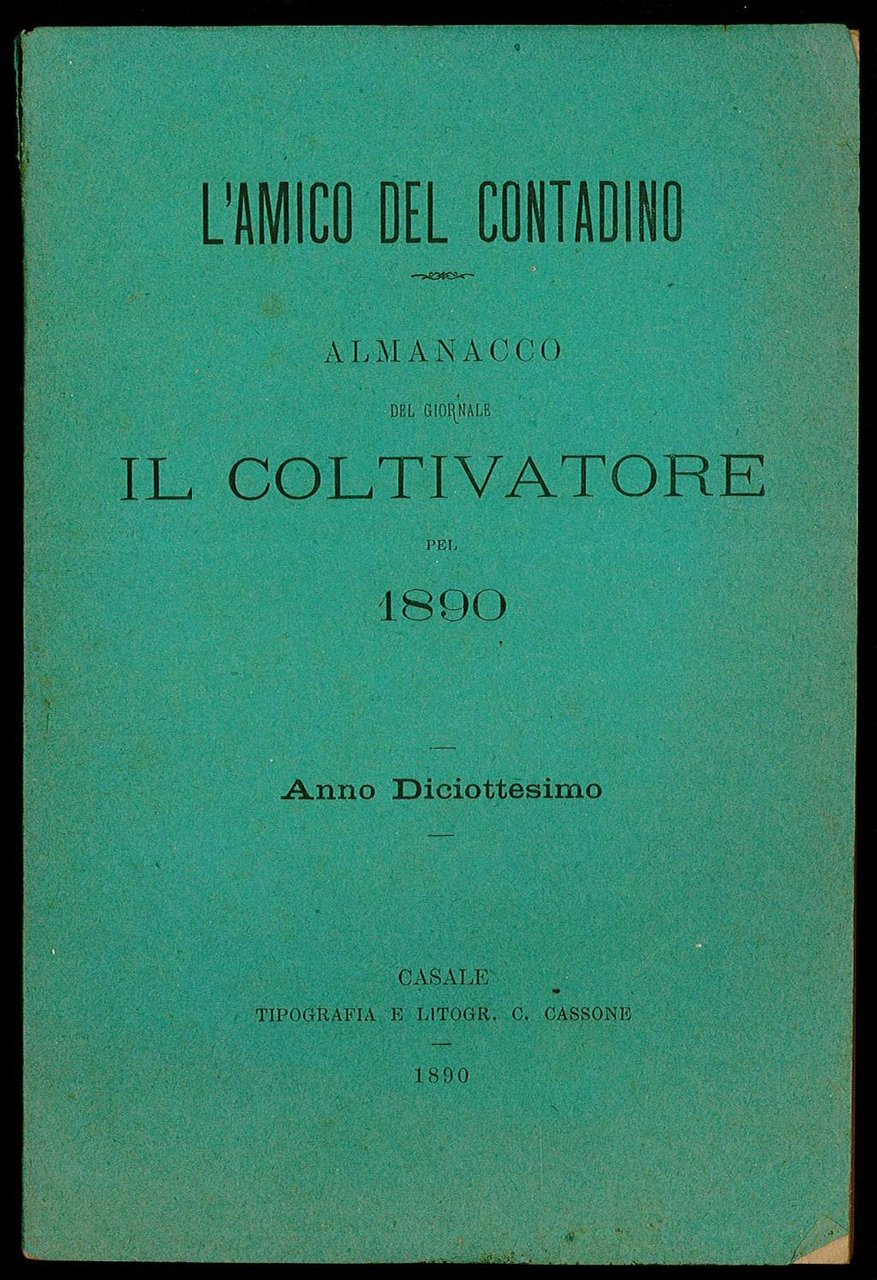 L'AMICO DEL CONTADINO
ALMANACCO
DEL GIORNALE
IL COLTIVATORE
PEL
1890
Anno Diciottesimo
CASALE
TIPOGRAFIA E LITOGR. C. CASSONE
1890